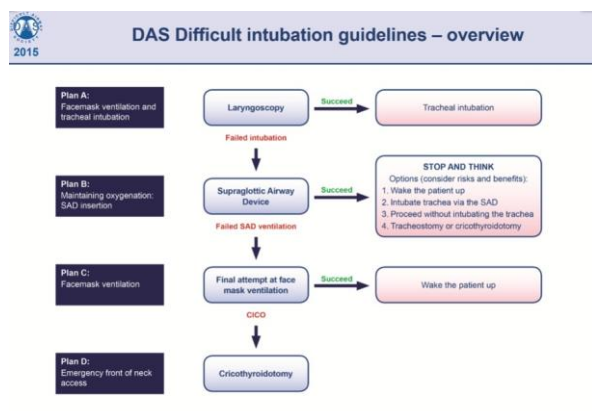 DAS
2015
DAS Difficult intubation guidelines – overview
Plan A:
Facemask ventilation and
tracheal intubation
Laryngoscopy
Succeed
Tracheal intubation
Failed intubation
Plan B:
Maintaining oxygenation:
SAD insertion
Supraglottic Airway
Device
Succeed
STOP AND THINK
Options (consider risks and benefits):
1. Wake the patient up
2. Intubate trachea via the SAD
3. Proceed without intubating the trachea
4. Tracheostomy or cricothyroidotomy
Failed SAD ventilation
Plan C:
Facemask ventilation
Final attempt at face
mask ventilation
Succeed
Wake the patient up
CICO
Plan D:
Emergency front of neck
access
Cricothyroidotomy